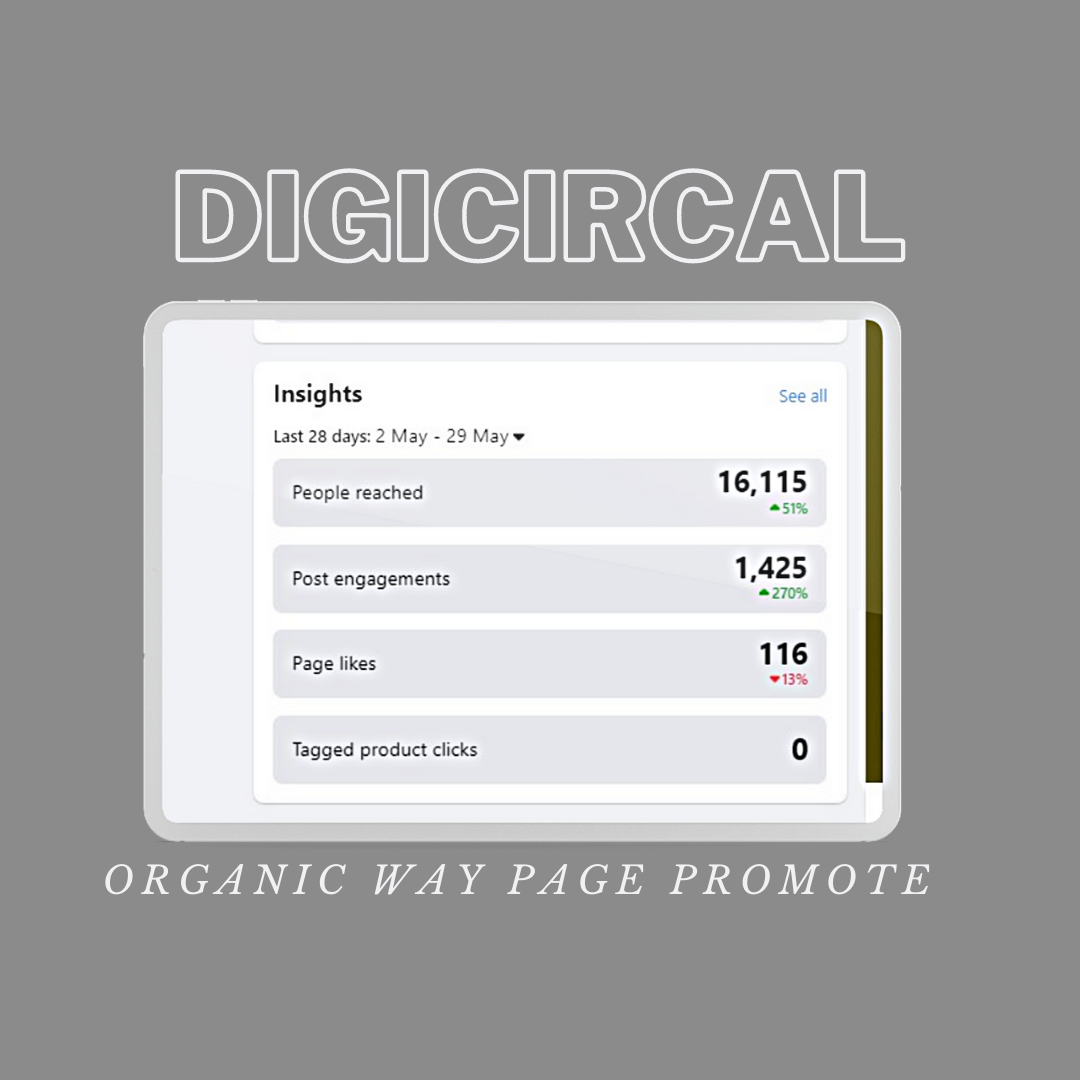 DIGICIRCAL
Insights
See all
Last 28 days: 2 May - 29 May
People reached
16,115
51%
Post engagements
1,425
270%
Page likes
116
13%
Tagged product clicks
0
ORGANIC WAY PAGE PROMOTE